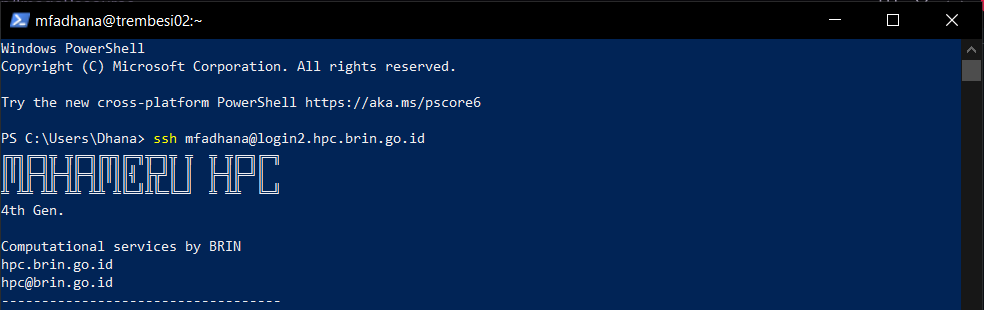 mfadhana@trembesi02:~
Windows PowerShell
Copyright (C) Microsoft Corporation. All rights reserved.
Try the new cross-platform PowerShell https://aka.ms/pscore6
PS C:\Users\Dhana> ssh mfadhana@login2.hpc.brin.go.id
MAHAMERU HPC
4th Gen.
Computational services by BRIN
hpc.brin.go.id
hpc@brin.go.id
-----------------------------------